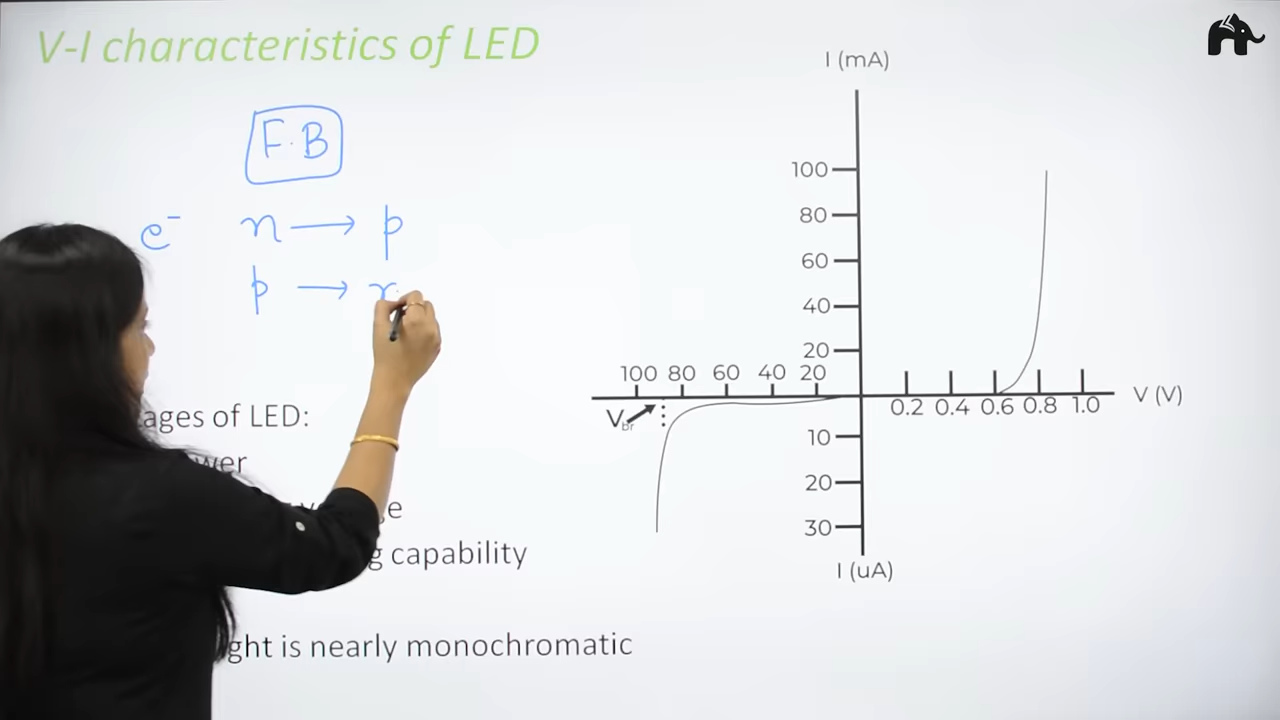 V-I characteristics of LED
F.B
e⁻ n → p
p →
ages of LED:
wer
e
g capability
ght is nearly monochromatic
I (mA)
100
80
60
40
20
100 80 60 40 20
0.2 0.4 0.6 0.8 1.0 V (V)
Vbr
10
20
30
I (uA)